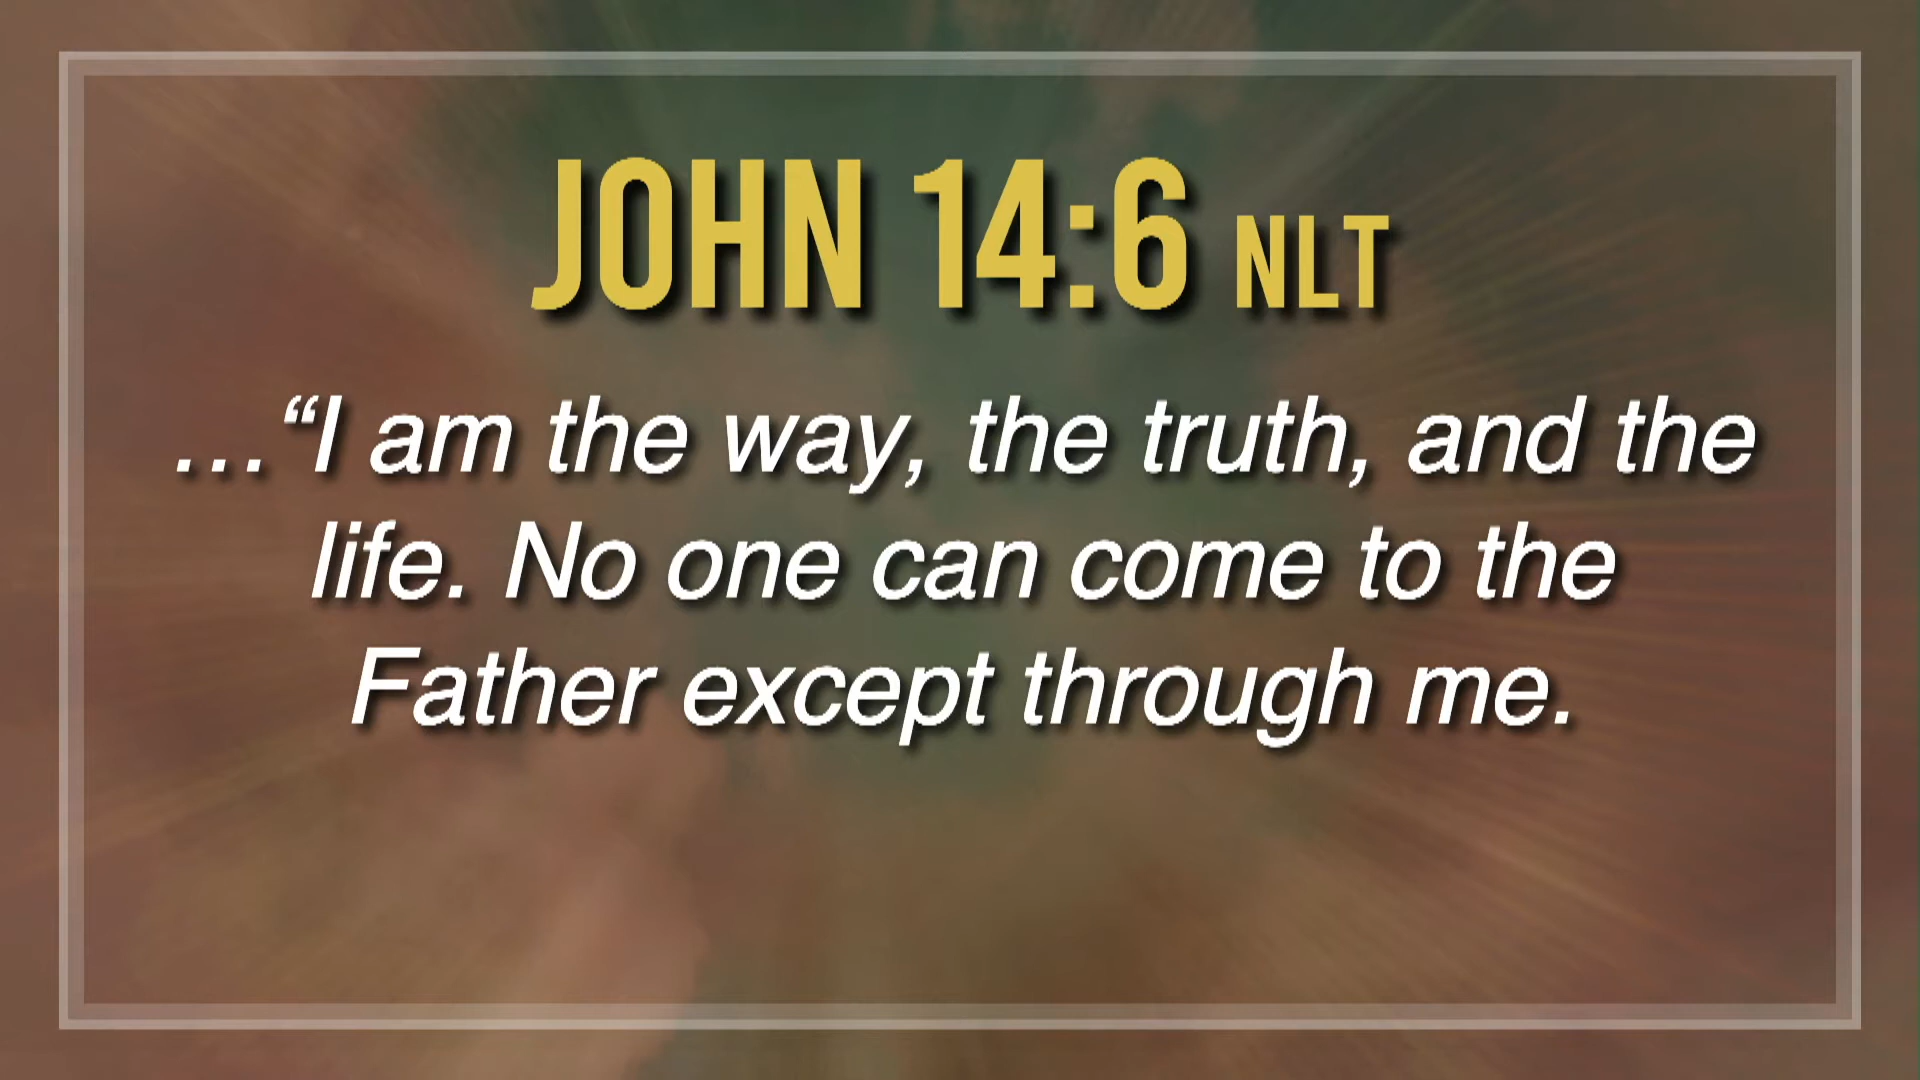 JOHN 14:6 NLT
…“I am the way, the truth, and the
life. No one can come to the
Father except through me.